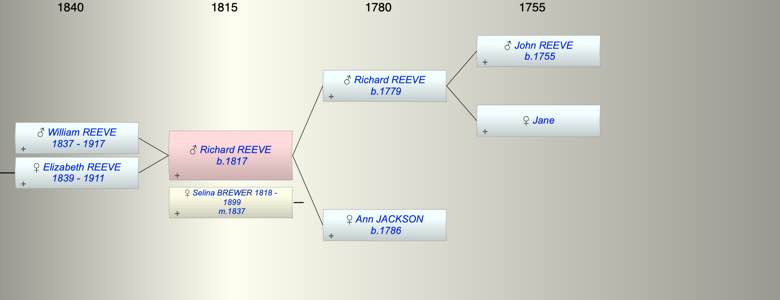 1840 1815 1780 1755
♂ John REEVE
b.1755
+
♂ Richard REEVE
b.1779
+
♀ Jane
+
♂ William REEVE
1837 - 1917
+
♀ Elizabeth REEVE
1839 - 1911
+
♂ Richard REEVE
b.1817
+
♀ Selina BREWER 1818 -
1899
m.1837
+
♀ Ann JACKSON
b.1786
+